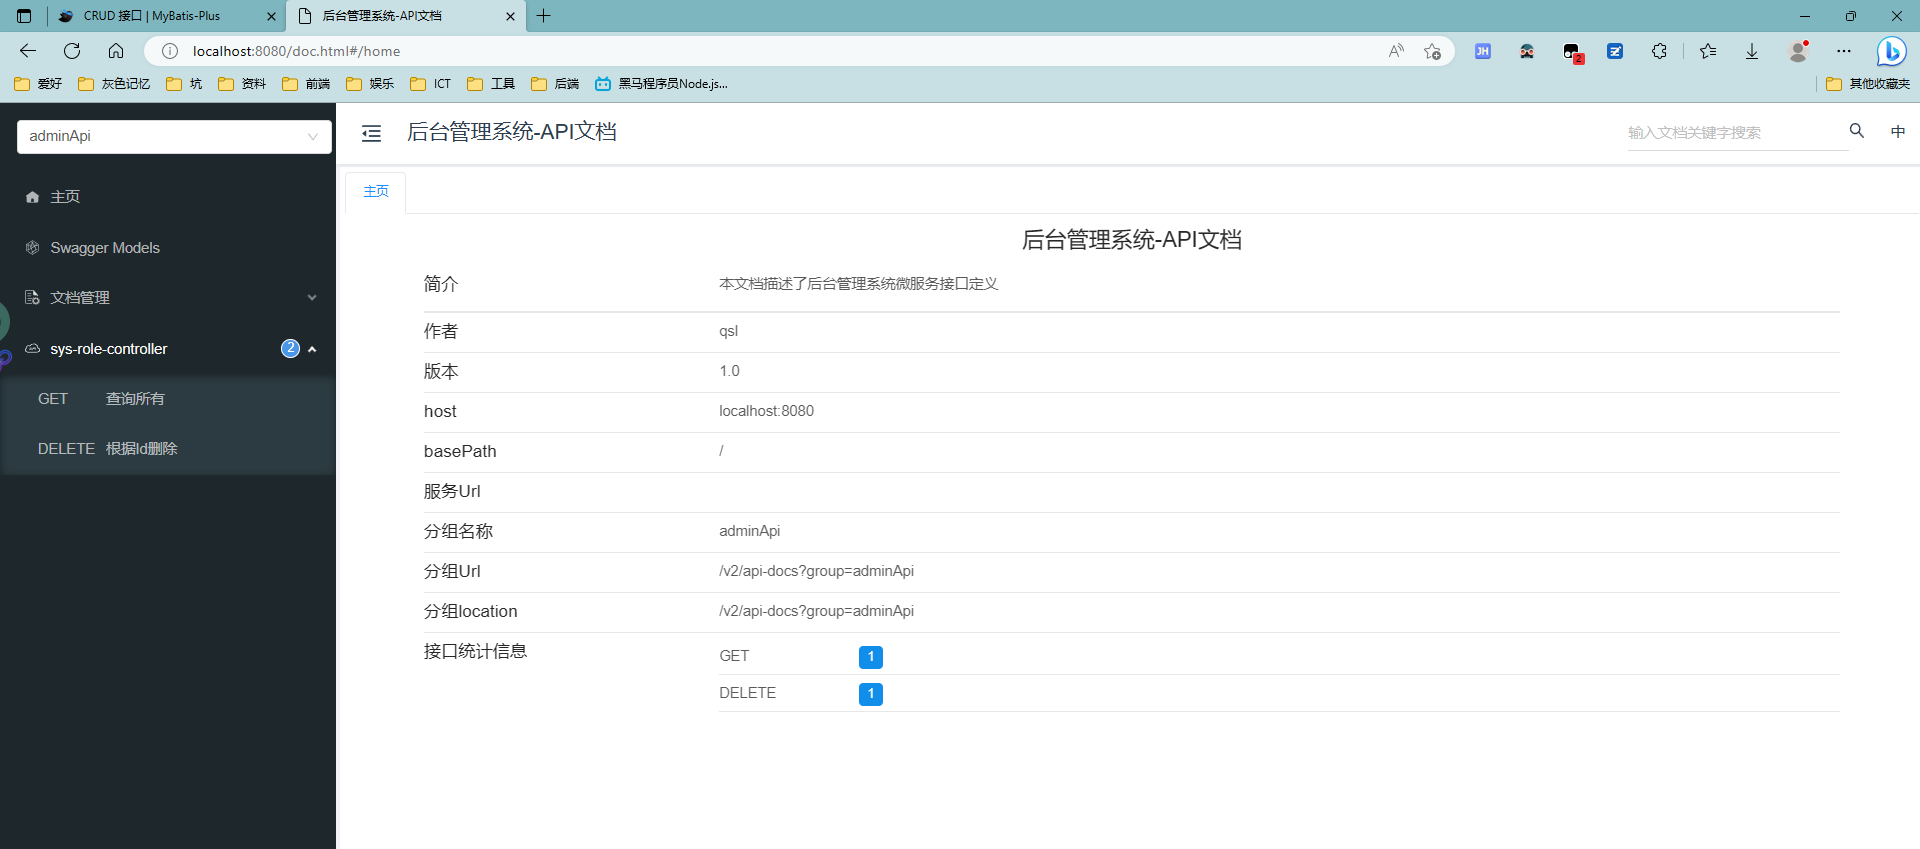 CRUD 接口 | MyBatis-Plus
后台管理系统-API文档
localhost:8080/doc.html#/home
爱好
灰色记忆
坑
资料
前端
娱乐
ICT
工具
后端
黑马程序员Node.js...
其他收藏夹
JH
2
adminApi
后台管理系统-API文档
输入文档关键字搜索
中
主页
Swagger Models
文档管理
sys-role-controller 2
GET 查询所有
DELETE 根据Id删除
主页
后台管理系统-API文档
简介 本文档描述了后台管理系统微服务接口定义
作者 qsl
版本 1.0
host localhost:8080
basePath /
服务Url
分组名称 adminApi
分组Url /v2/api-docs?group=adminApi
分组location /v2/api-docs?group=adminApi
接口统计信息
GET 1
DELETE 1